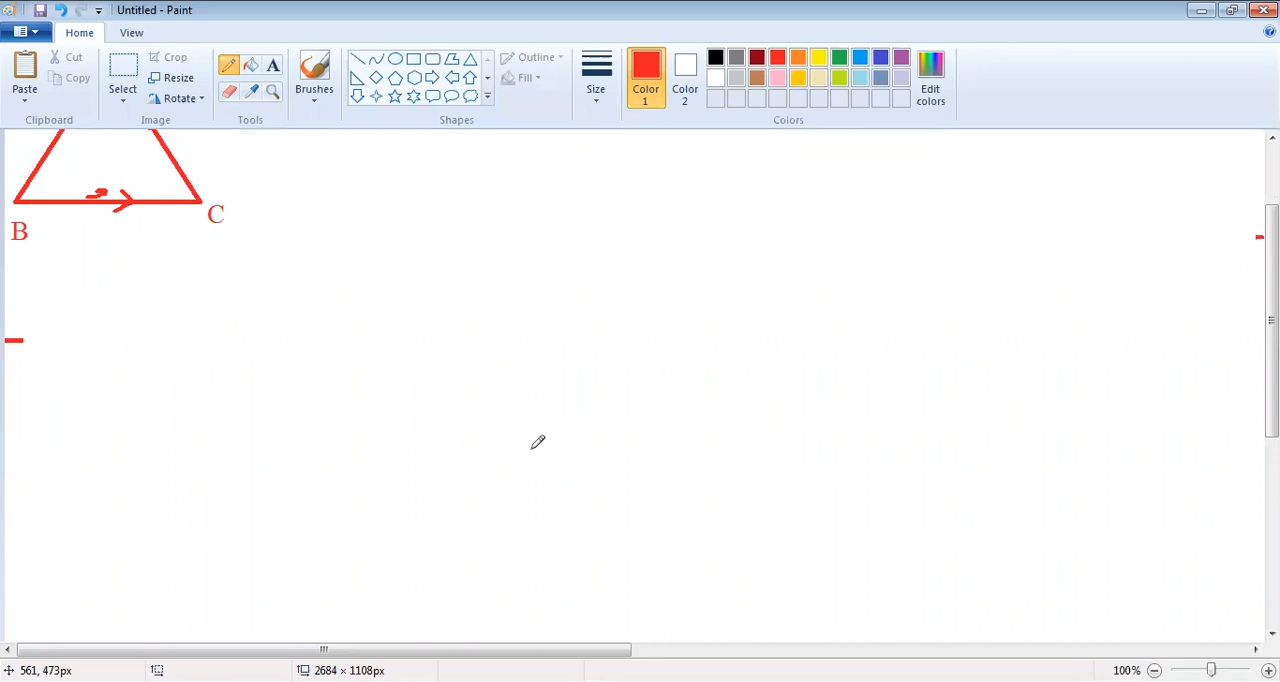 Untitled - Paint
Home
View
Paste
Cut
Copy
Clipboard
Select
Crop
Resize
Rotate
Image
A
Tools
Brushes
Outline
Fill
Shapes
Size
Color
1
Color
2
Edit
colors
Colors
B
C
561, 473px
2684 × 1108px
100%